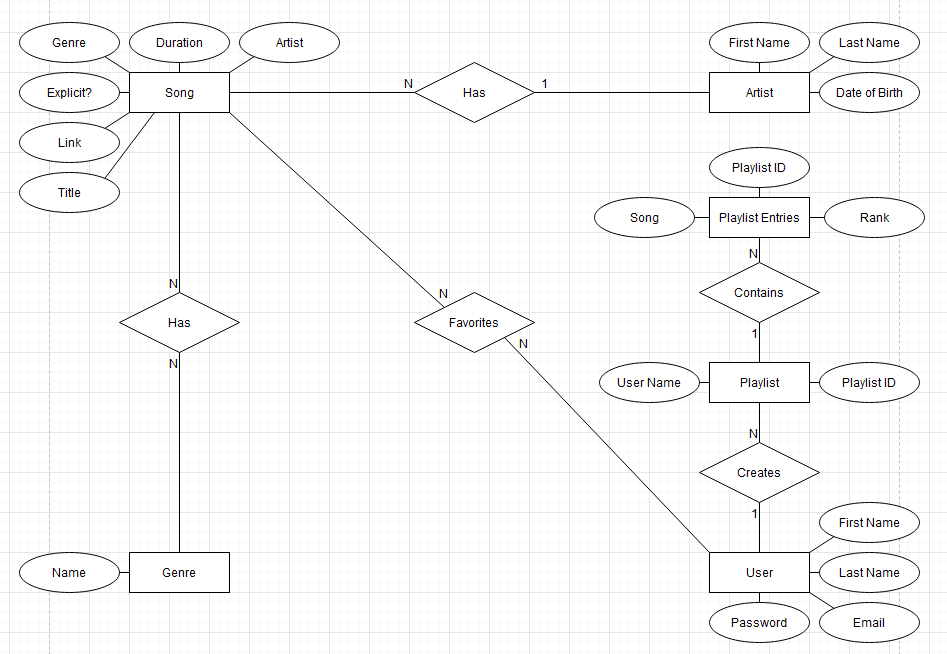 Genre
Duration
Artist
First Name
Last Name
Explicit?
Song
N
Has
1
Artist
Date of Birth
Link
Title
Playlist ID
Song
Playlist Entries
Rank
N
Contains
1
N
Has
N
N
Favorites
N
User Name
Playlist
Playlist ID
N
Creates
1
First Name
Name
Genre
User
Last Name
Password
Email